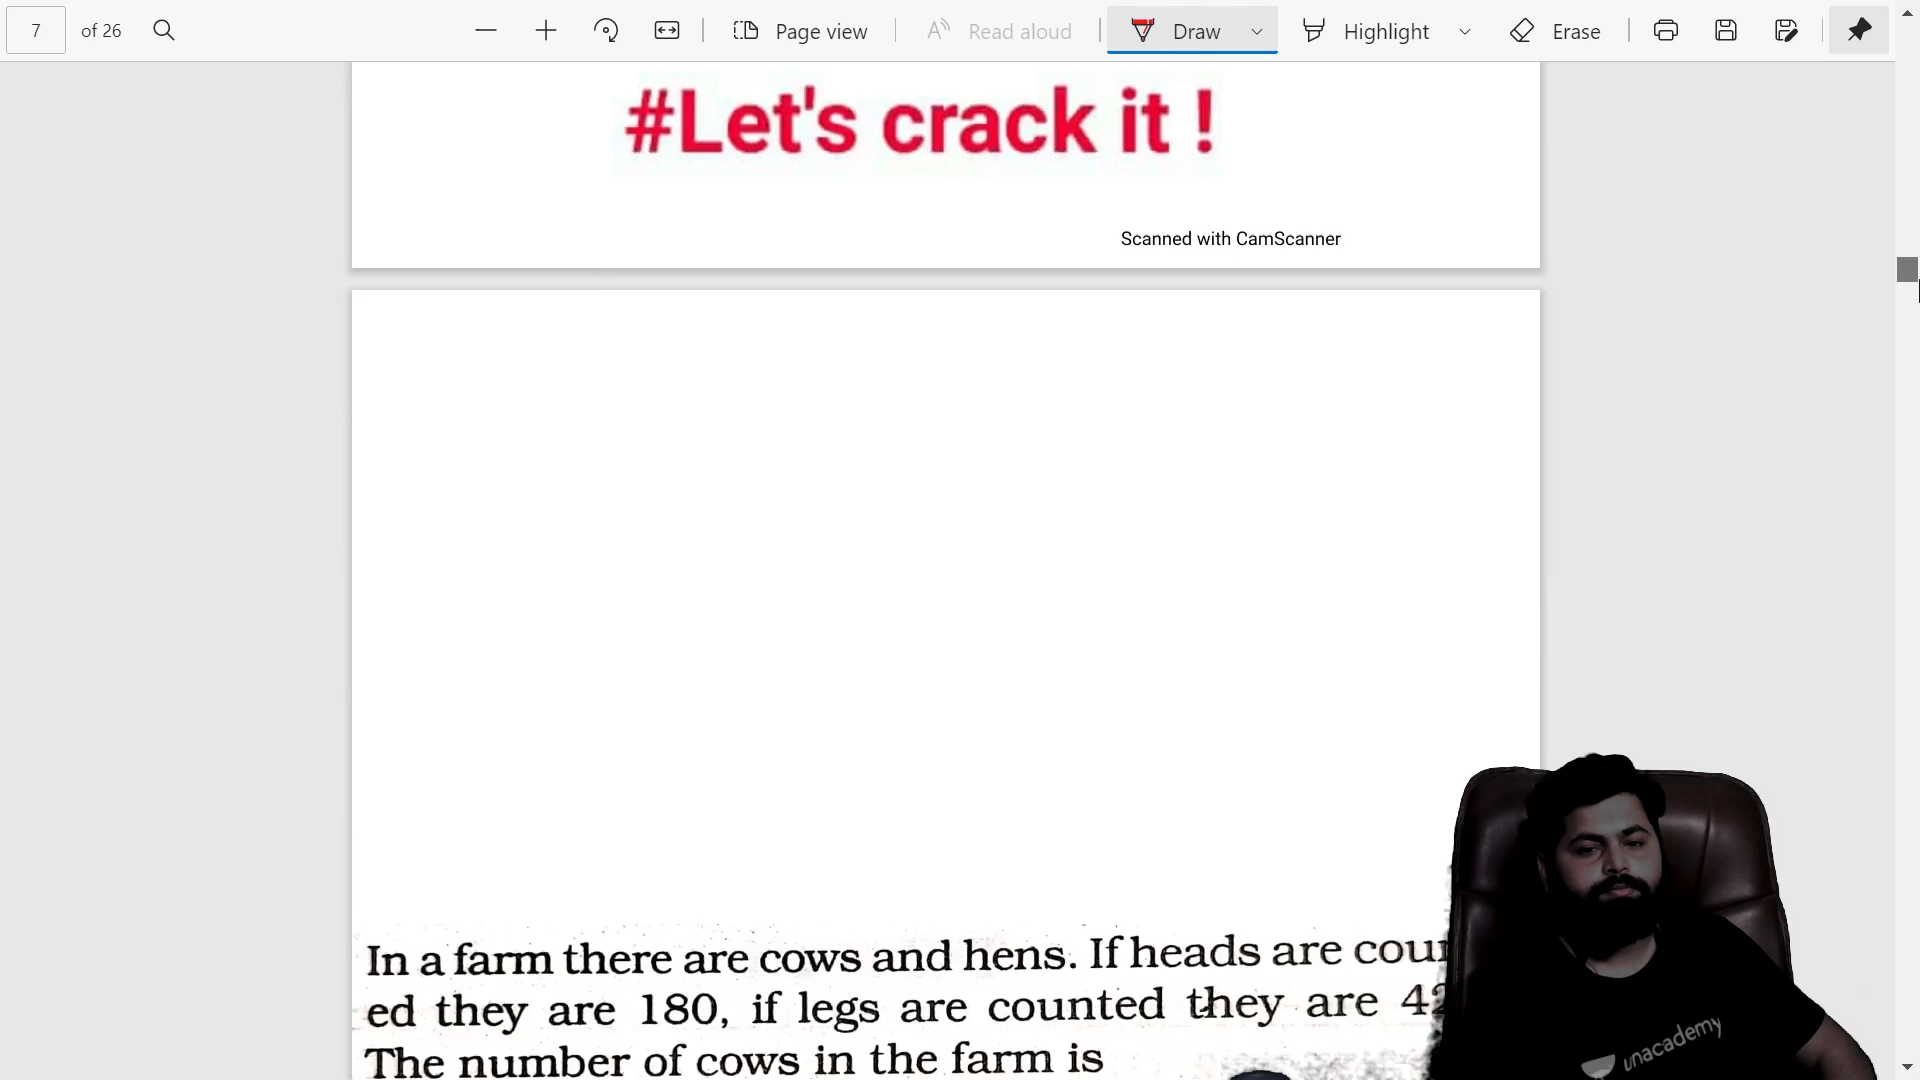 7 of 26 Page view Read aloud Draw Highlight Erase
#Let's crack it !
Scanned with CamScanner
In a farm there are cows and hens. If heads are
ed they are 180, if legs are counted they are
The number of cows in the farm is
unacademy